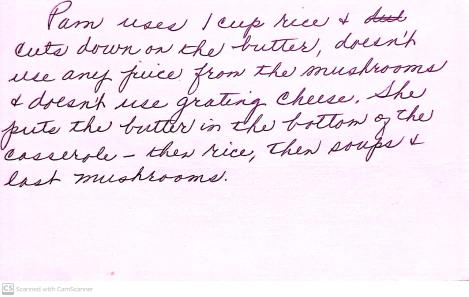 Pam uses 1 cup rice &
cuts down on the butter, doesn't
use any juice from the mushrooms
& doesn't use grating cheese. She
puts the butter in the bottom of the
casserole – then rice, then soups &
last mushrooms.
CS Scanned with CamScanner